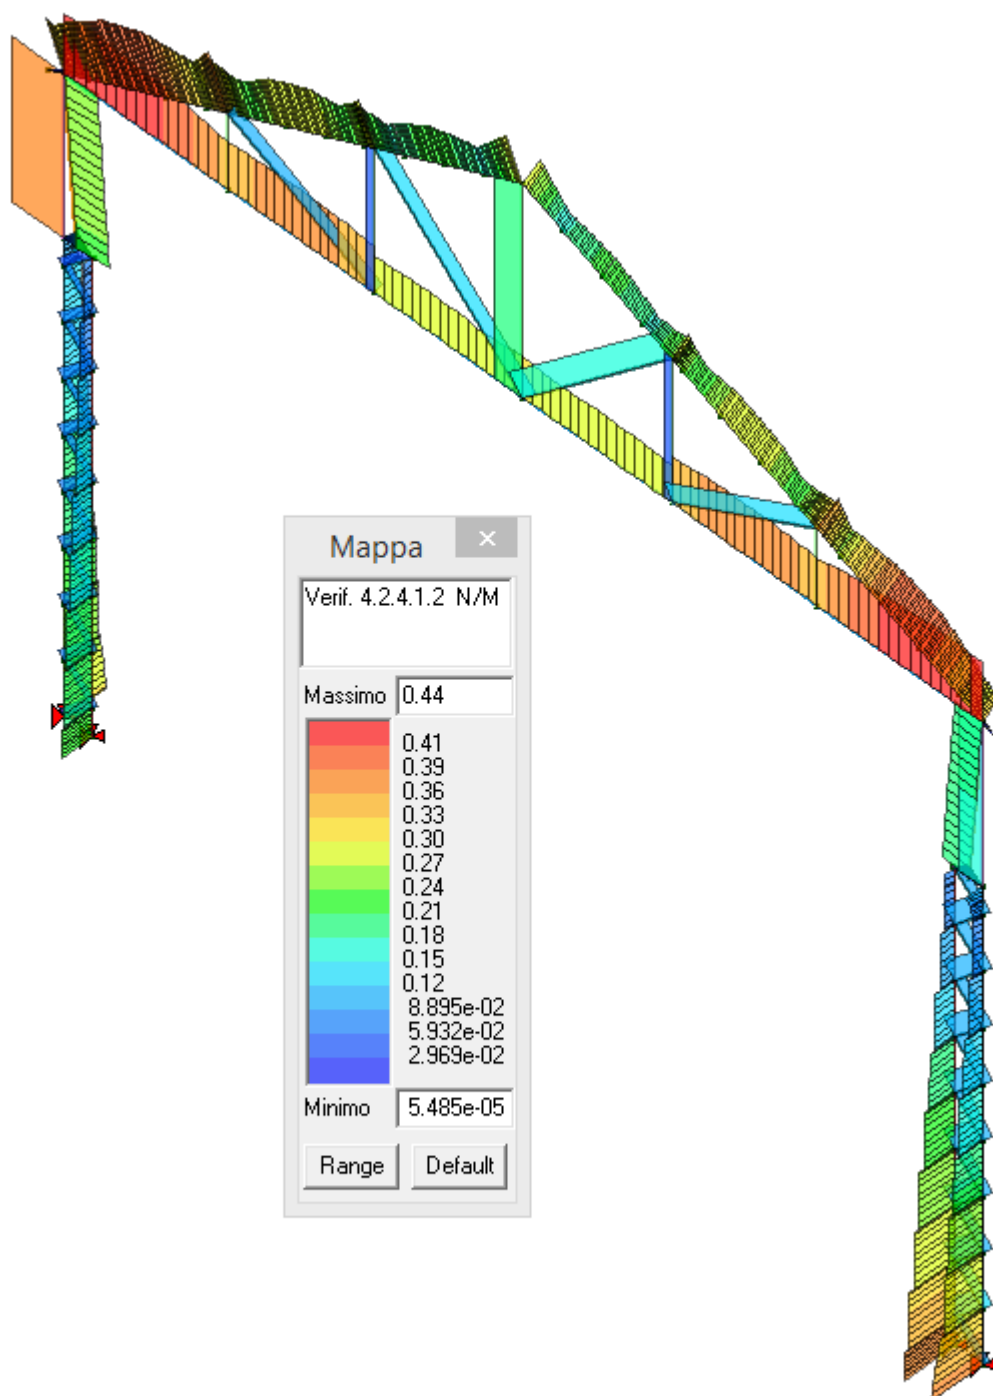 Mappa
Verif. 4.2.4.1.2 N/M
Massimo 0.44
0.41
0.39
0.36
0.33
0.30
0.27
0.24
0.21
0.18
0.15
0.12
8.895e-02
5.932e-02
2.969e-02
Minimo 5.485e-05
Range Default